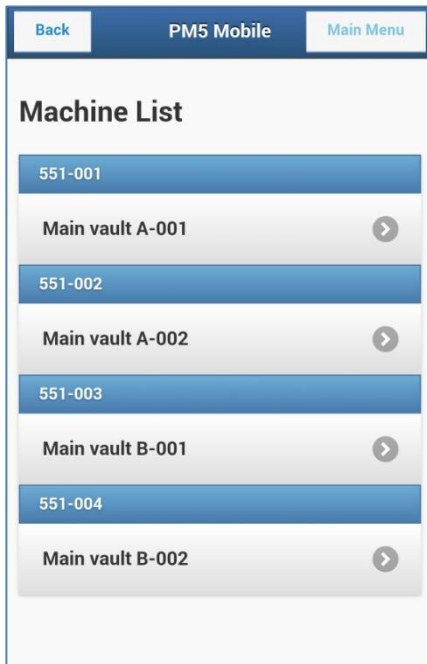 Back PM5 Mobile Main Menu
Machine List
551-001
Main vault A-001
551-002
Main vault A-002
551-003
Main vault B-001
551-004
Main vault B-002